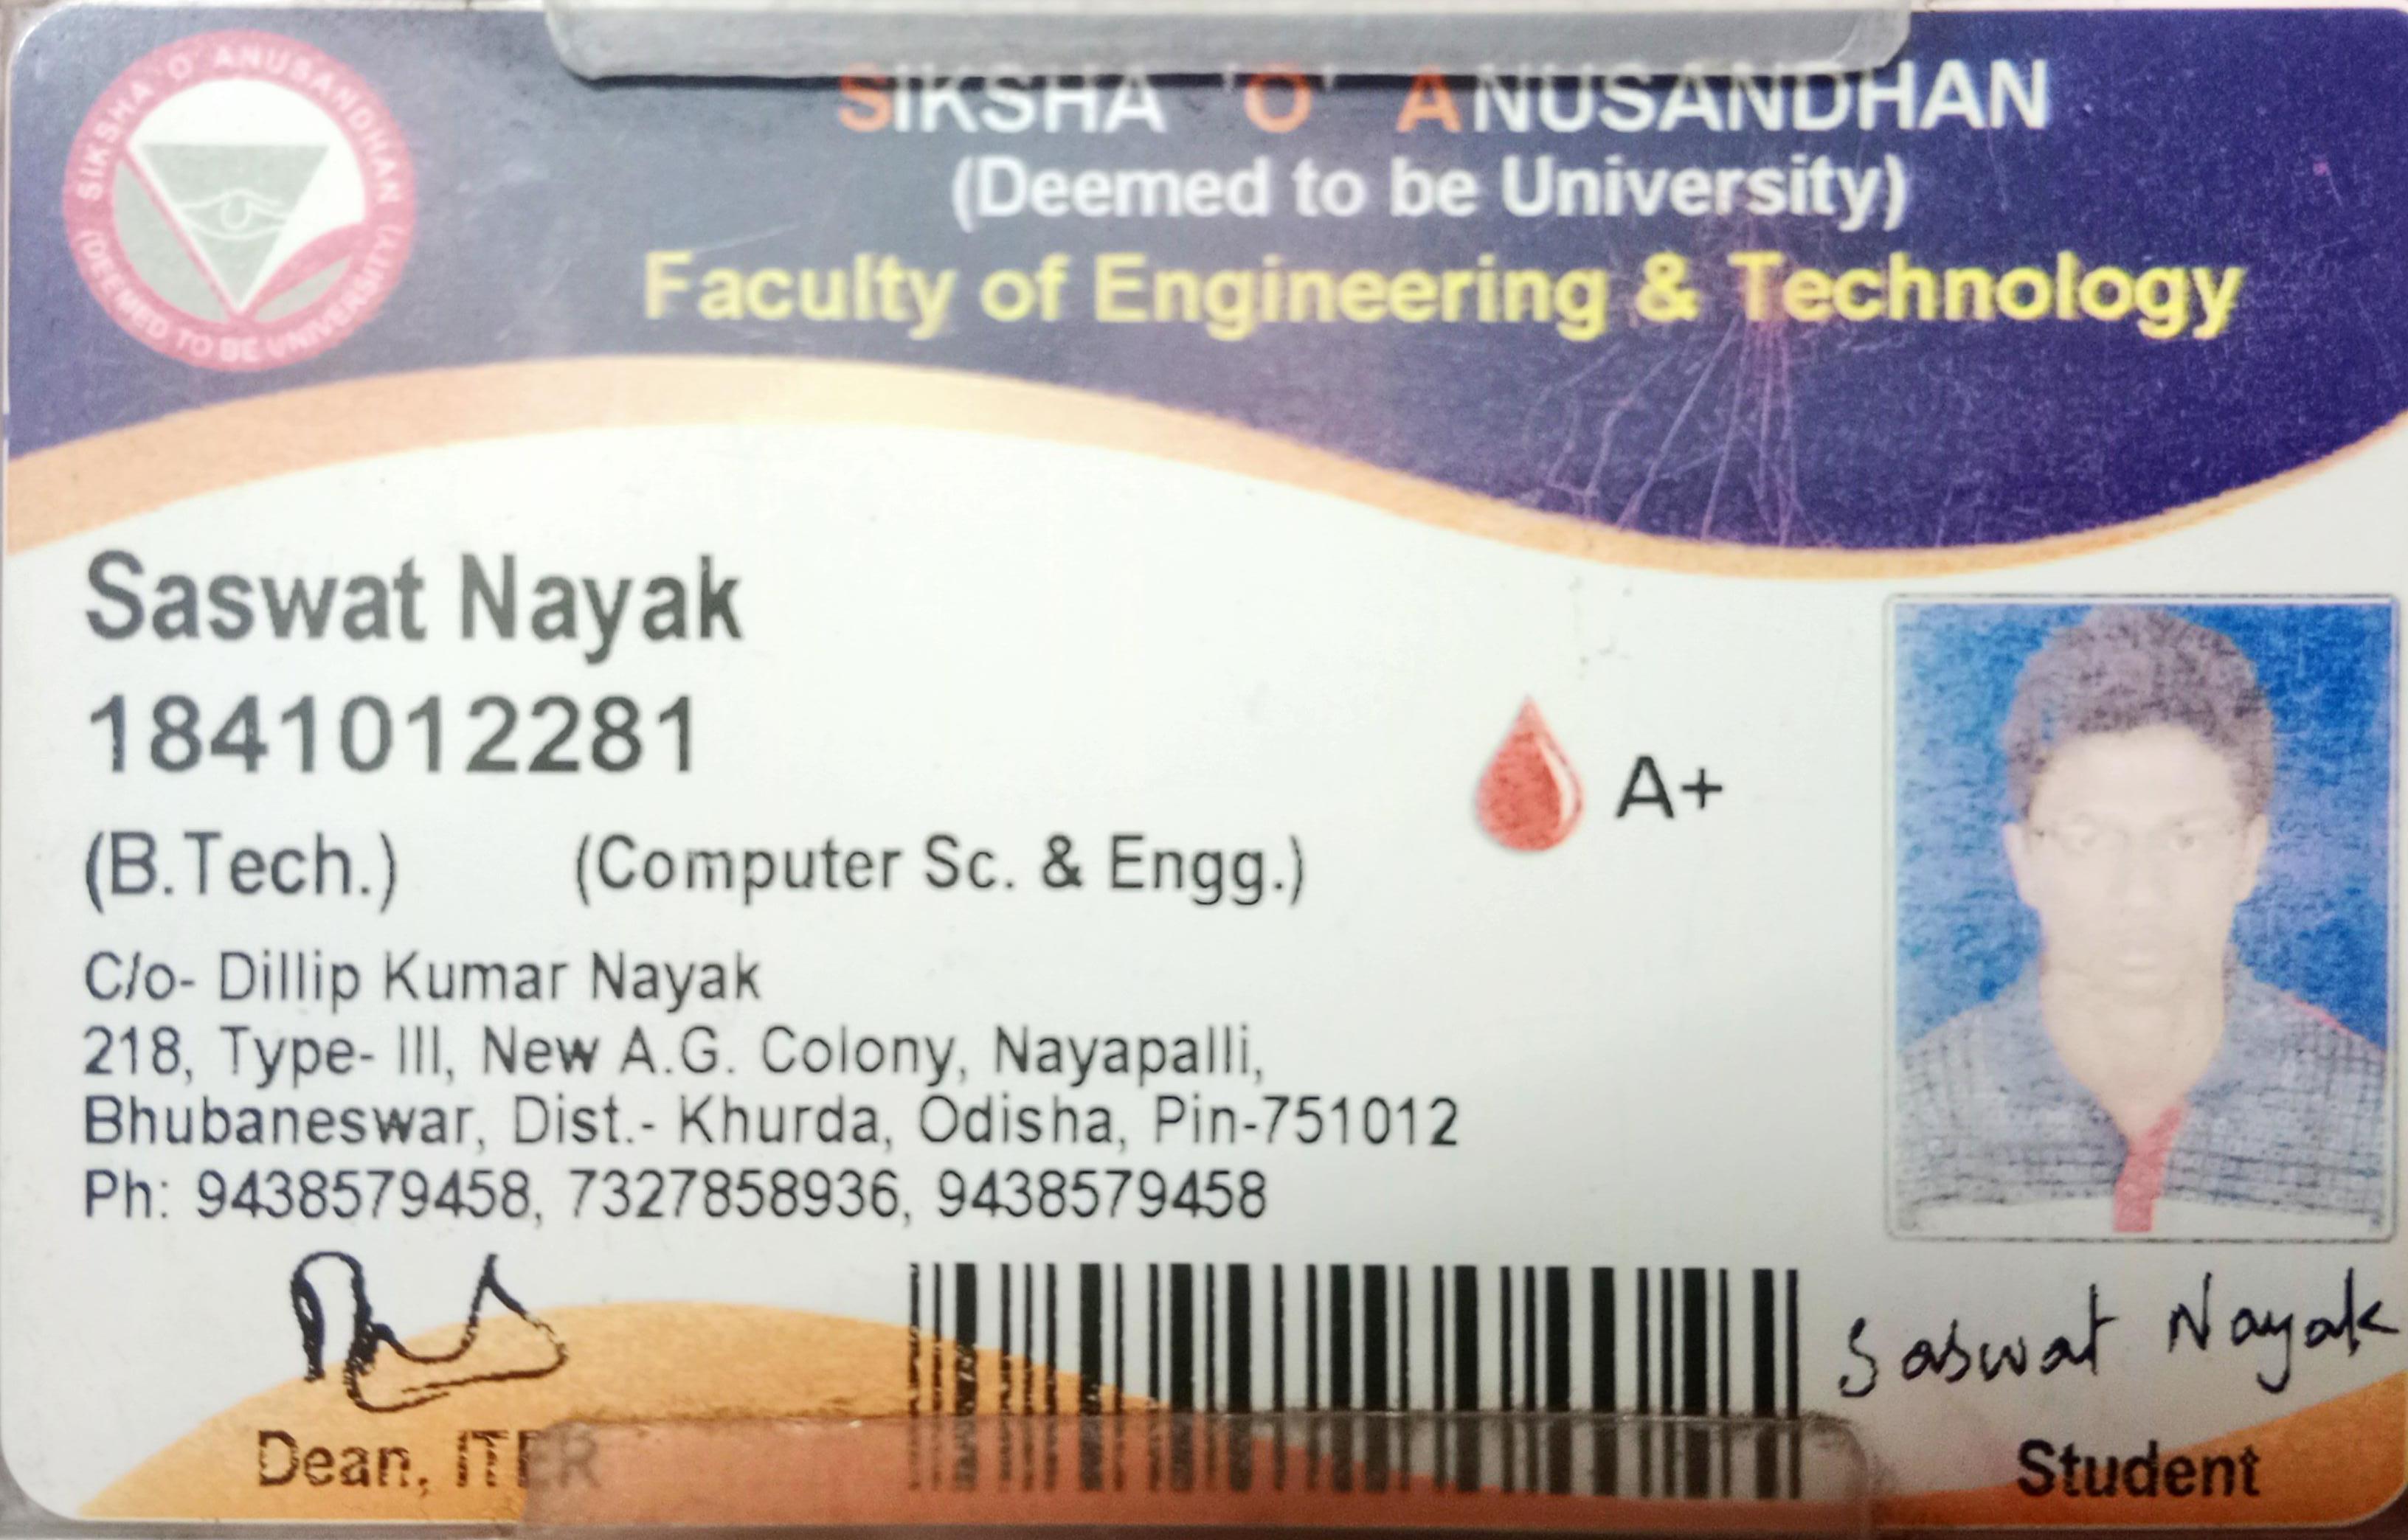 SIKSHA 'O' ANUSANDHAN
(DEEMED TO BE UNIVERSITY)
SIKSHA 'O' ANUSANDHAN
(Deemed to be University)
Faculty of Engineering & Technology
Saswat Nayak
1841012281
A+
(B.Tech.) (Computer Sc. & Engg.)
C/o- Dillip Kumar Nayak
218, Type- III, New A.G. Colony, Nayapalli,
Bhubaneswar, Dist.- Khurda, Odisha, Pin-751012
Ph: 9438579458, 7327858936, 9438579458
Saswat Nayak
Dean, ITER
Student